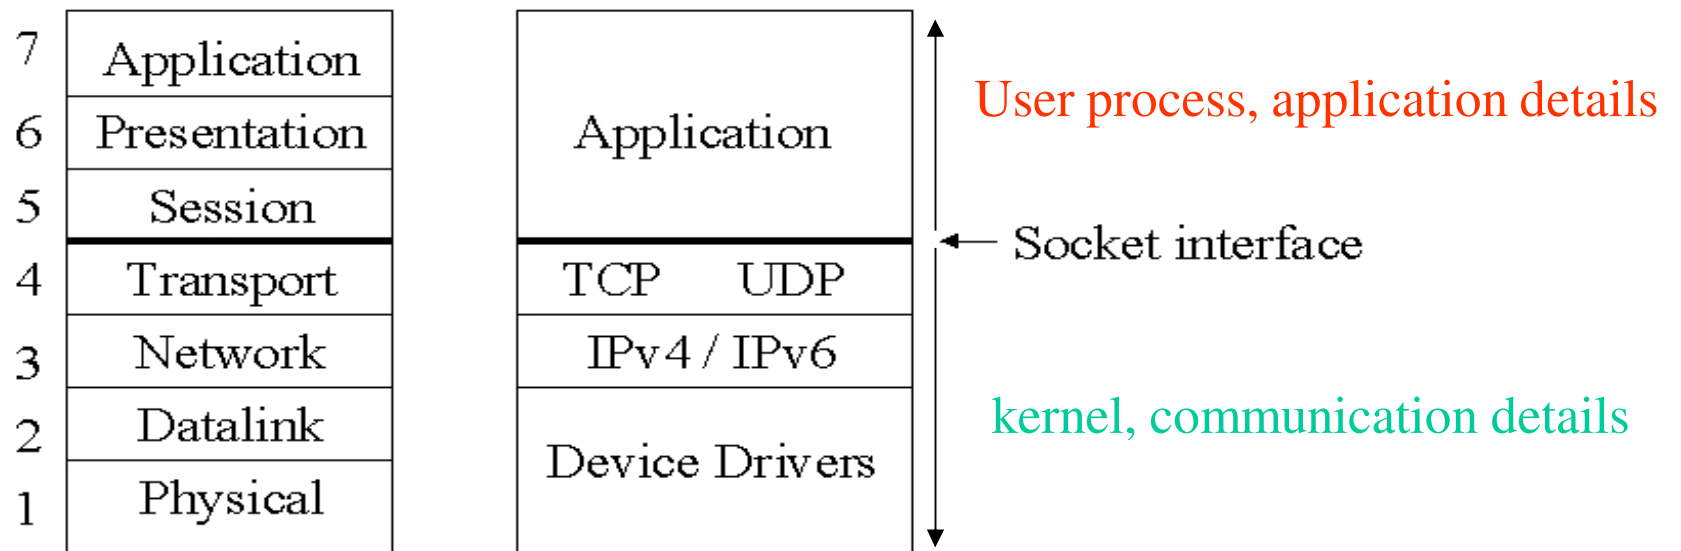 7
Application
6
Presentation
5
Session
4
Transport
3
Network
2
Datalink
1
Physical
Application
TCP UDP
IPv4 / IPv6
Device Drivers
User process, application details
Socket interface
kernel, communication details